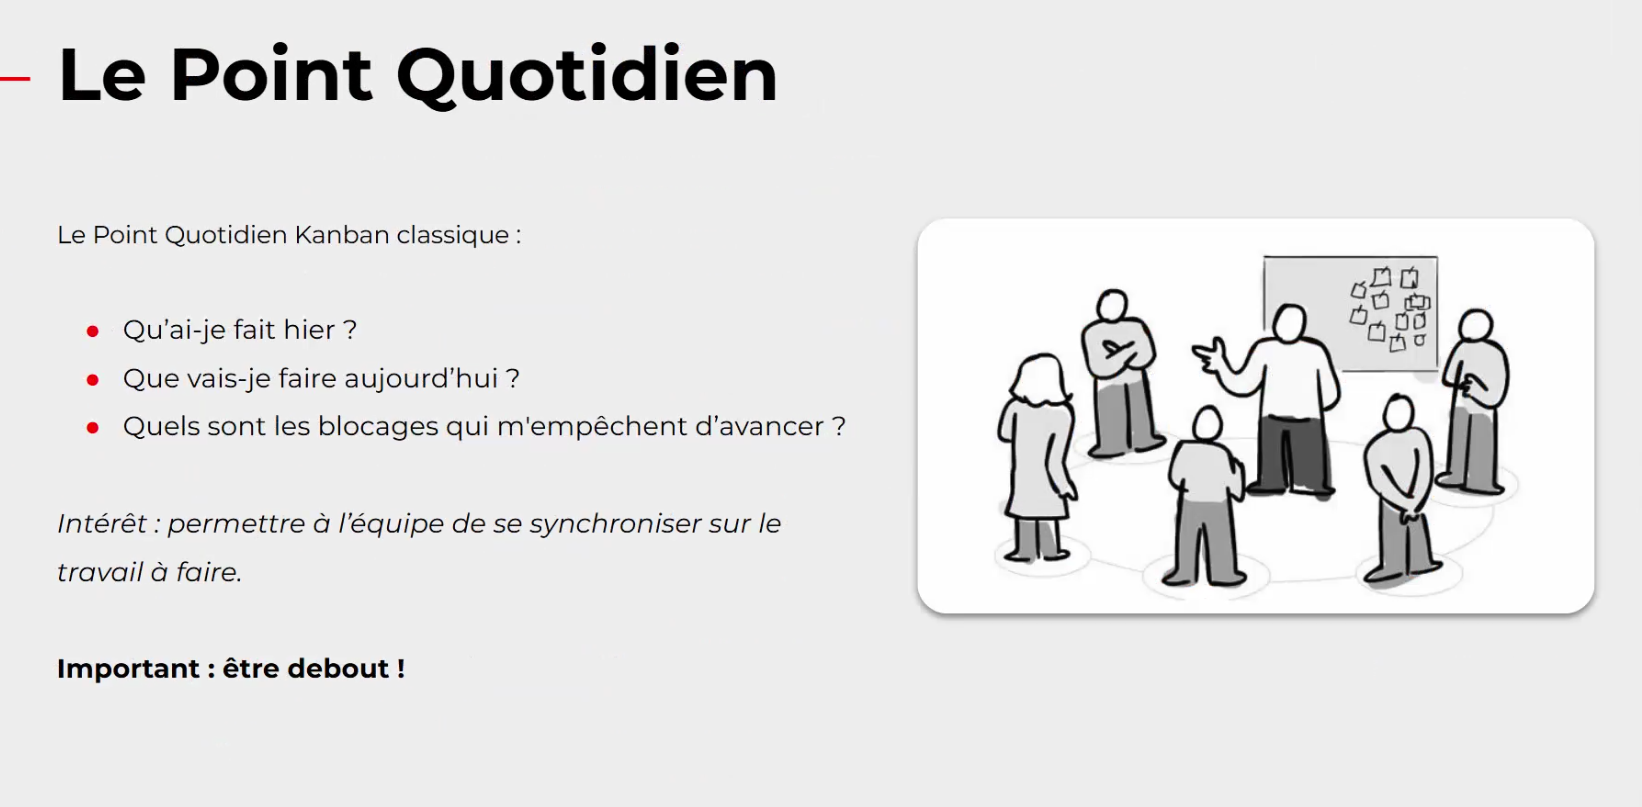 Le Point Quotidien
Le Point Quotidien Kanban classique :
● Qu’ai-je fait hier ?
● Que vais-je faire aujourd’hui ?
● Quels sont les blocages qui m'empêchent d’avancer ?
Intérêt : permettre à l’équipe de se synchroniser sur le
travail à faire.
Important : être debout !